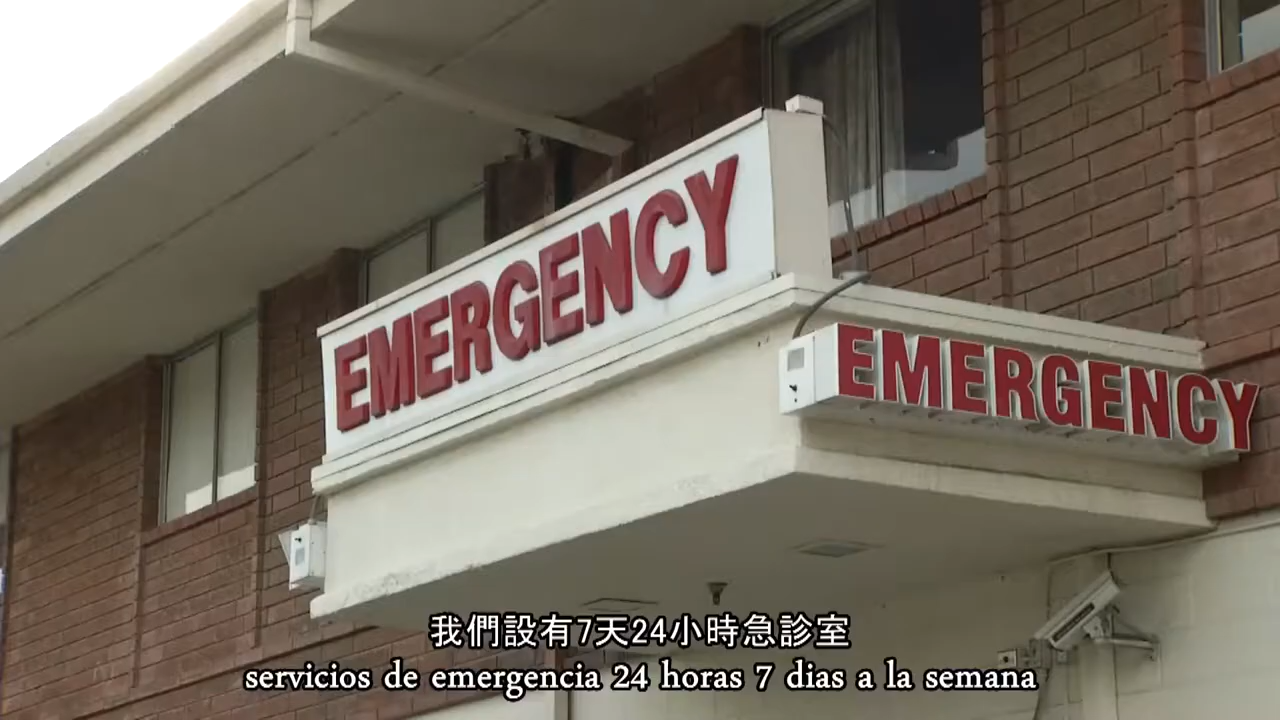 EMERGENCY
EMERGENCY
我們設有7天24小時急診室
servicios de emergencia 24 horas 7 dias a la semana